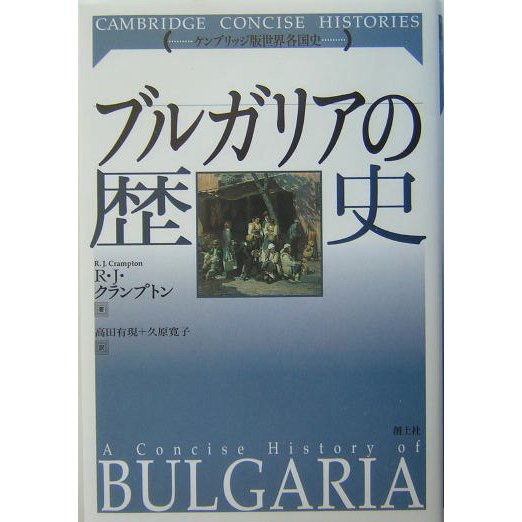 CAMBRIDGE CONCISE HISTORIES
ケンブリッジ版世界各国史
ブルガリアの
歴史
R. J. Crampton
R・J・
クランプトン
著
高田有現+久原寛子
訳
創土社
A Concise History of
BULGARIA